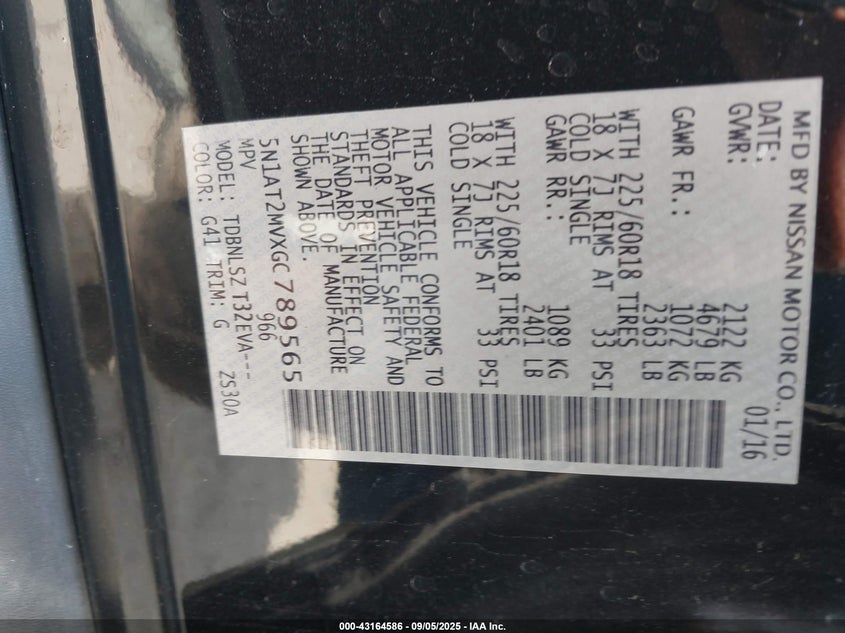 MFD BY NISSAN MOTOR CO., LTD.
DATE: 01/16
GVWR: 2122 KG
4679 LB
GAWR FR.: 1072 KG
2363 LB
WITH 225/60R18 TIRES
18 X 7J RIMS AT 33 PSI
COLD SINGLE
GAWR RR.: 1089 KG
2401 LB
WITH 225/60R18 TIRES
18 X 7J RIMS AT 33 PSI
COLD SINGLE
THIS VEHICLE CONFORMS TO
ALL APPLICABLE FEDERAL
MOTOR VEHICLE SAFETY AND
THEFT PREVENTION
STANDARDS IN EFFECT ON
THE DATE OF MANUFACTURE
SHOWN ABOVE.
5N1AT2MVXGC789565
MPV 966
MODEL: TDBNLSZ T32EVA---
COLOR: G41 TRIM: G ZS30A
000-43164586 - 09/05/2025 - IAA Inc.